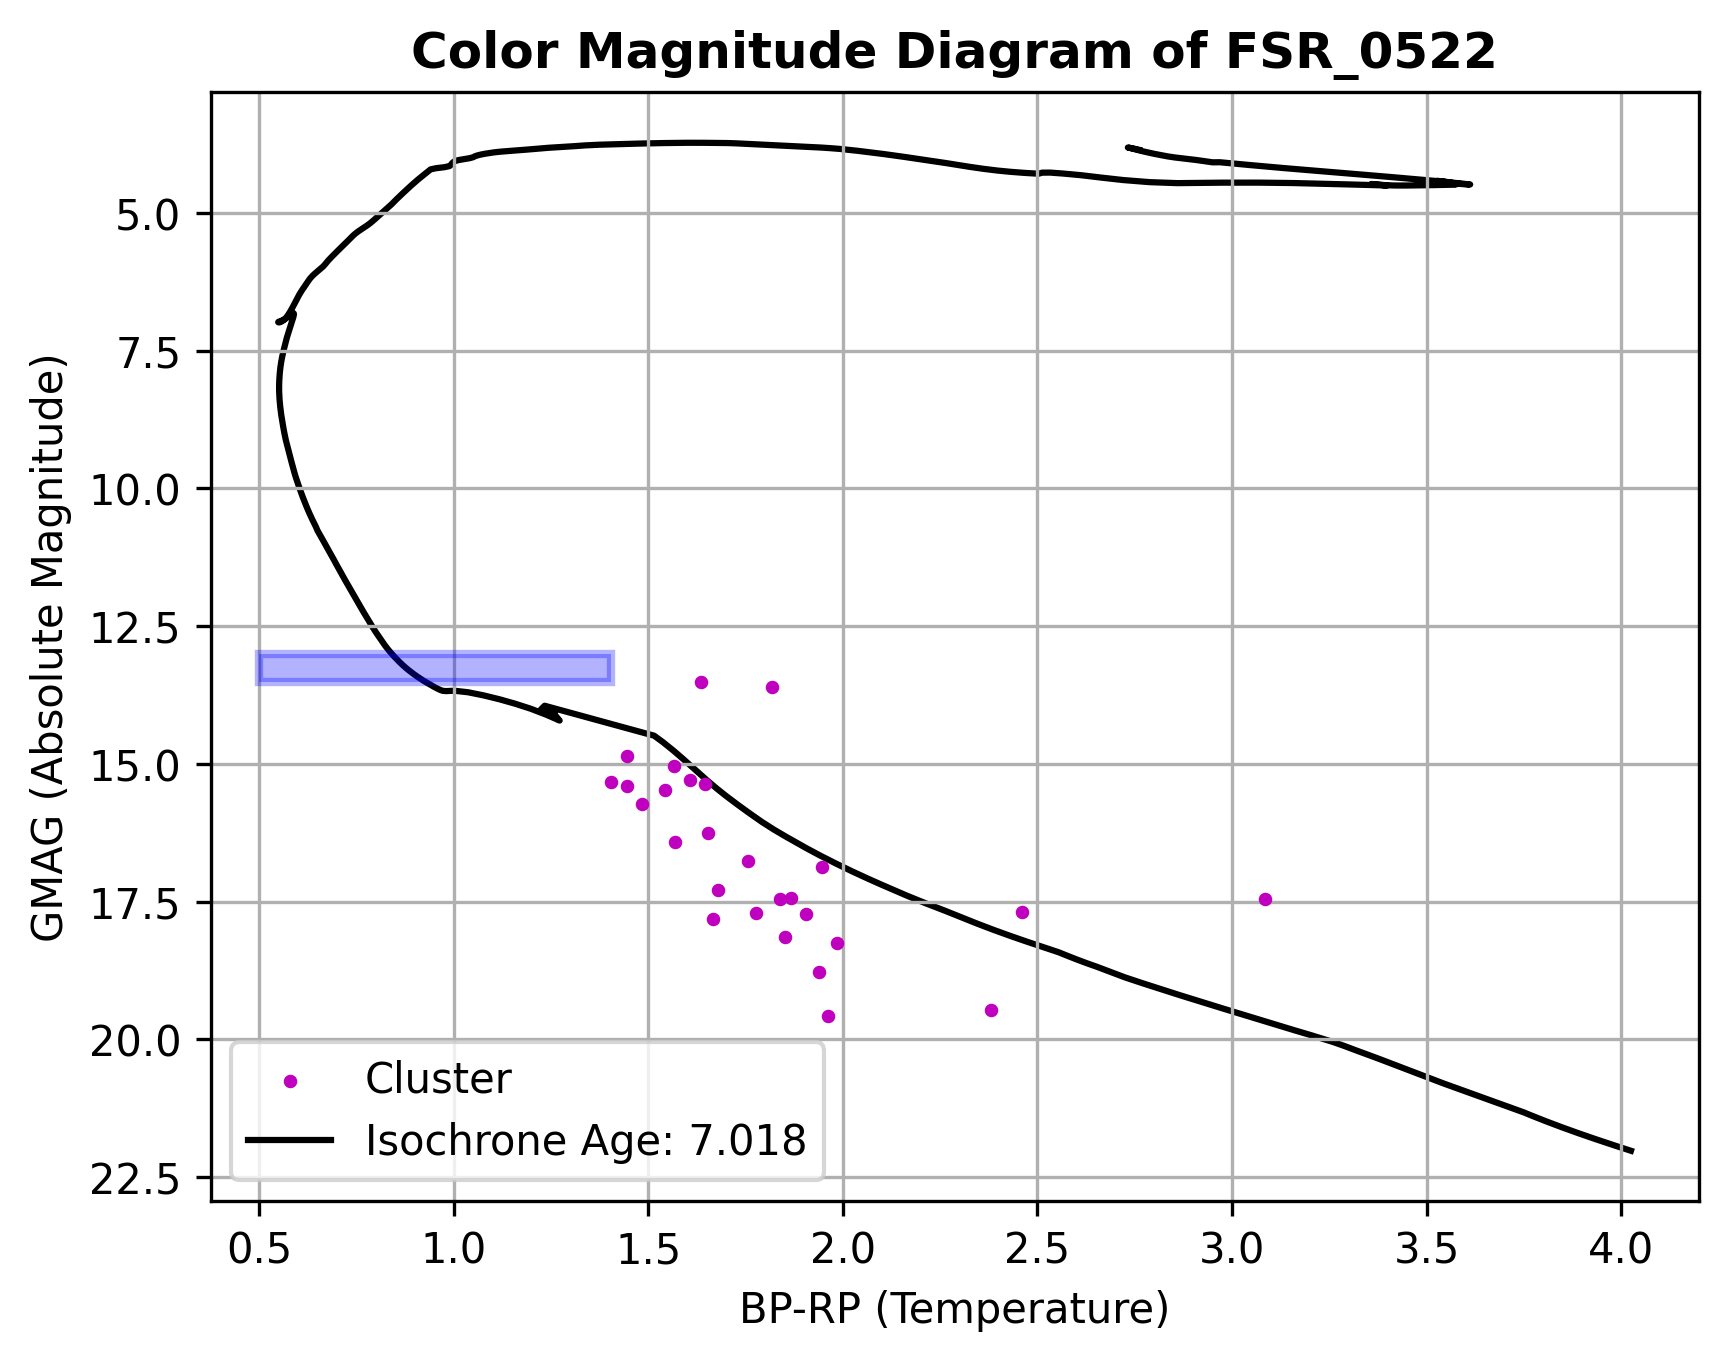 Color Magnitude Diagram of FSR_0522
GMAG (Absolute Magnitude)
5.0
7.5
10.0
12.5
15.0
17.5
20.0
22.5
Cluster
Isochrone Age: 7.018
0.5 1.0 1.5 2.0 2.5 3.0 3.5 4.0
BP-RP (Temperature)